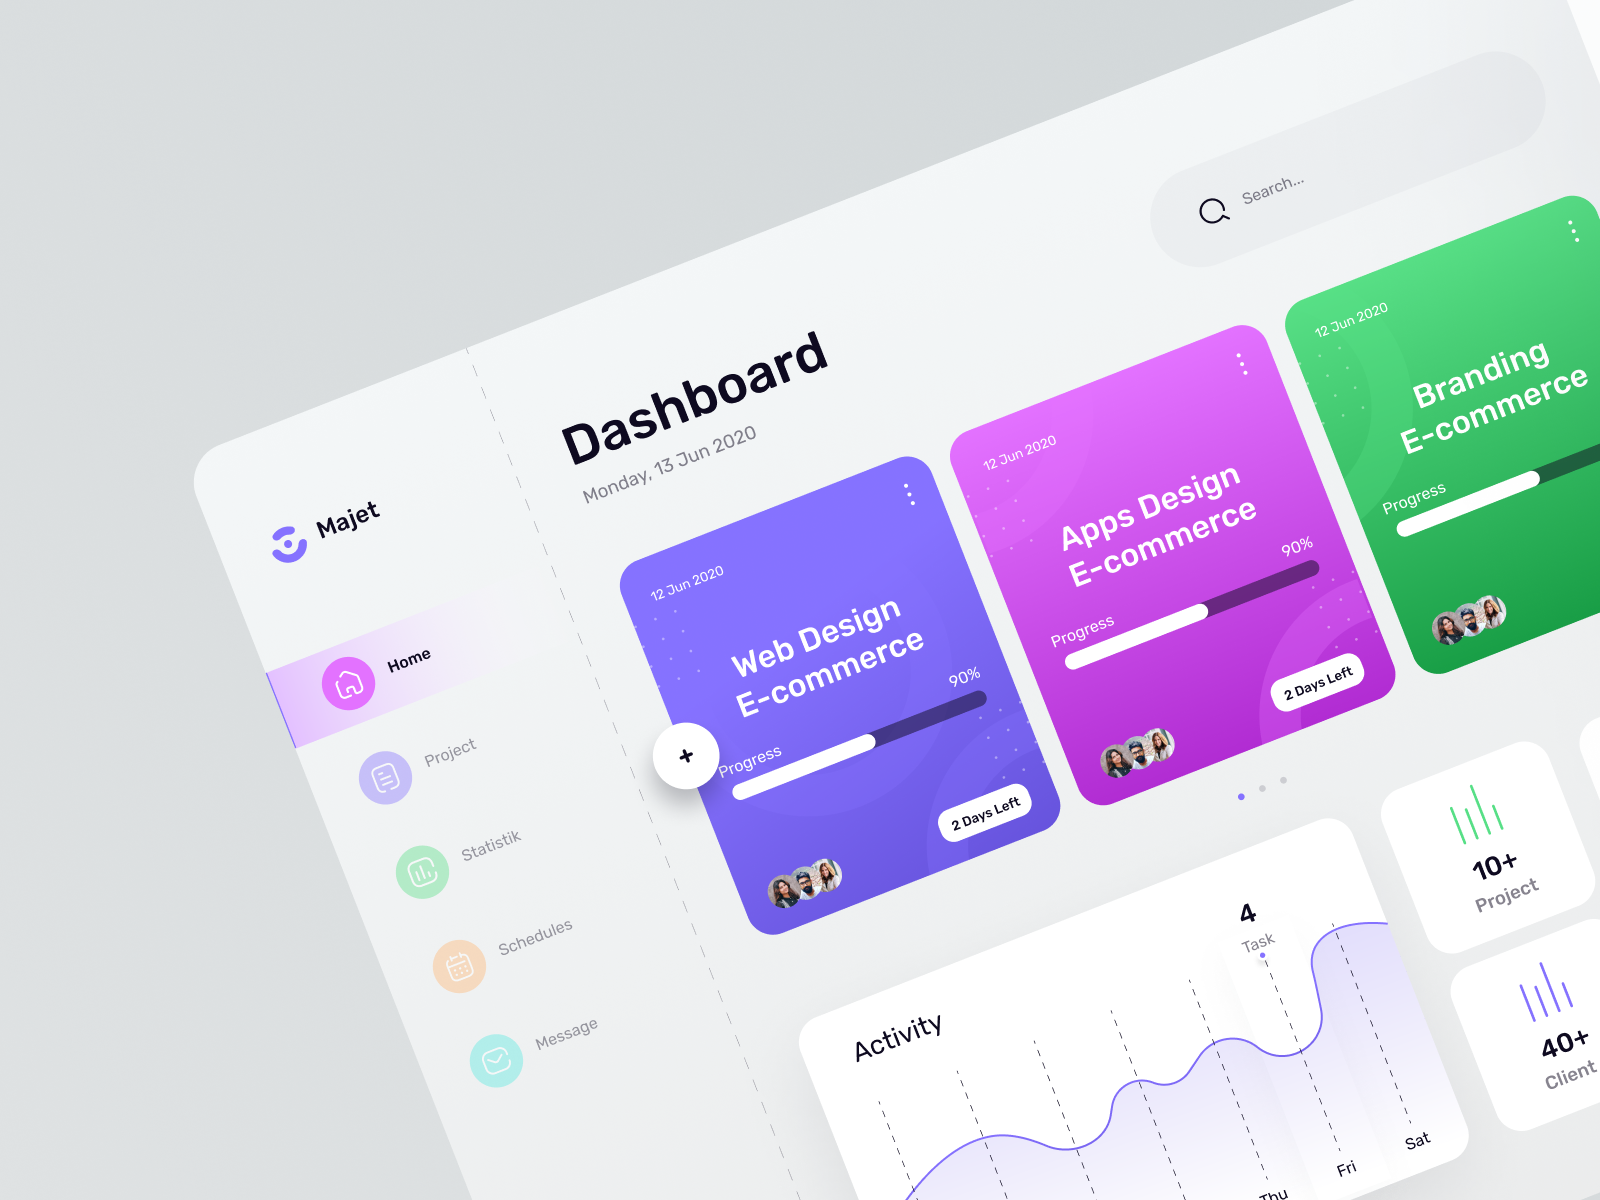 Majet
Home
Project
Statistik
Schedules
Message
Dashboard
Monday, 13 Jun 2020
Search...
12 Jun 2020
Web Design
E-commerce
90%
Progress
2 Days Left
12 Jun 2020
Apps Design
E-commerce
90%
Progress
2 Days Left
12 Jun 2020
Branding
E-commerce
Progress
Activity
4
Task
Thu
Fri
Sat
10+
Project
40+
Client